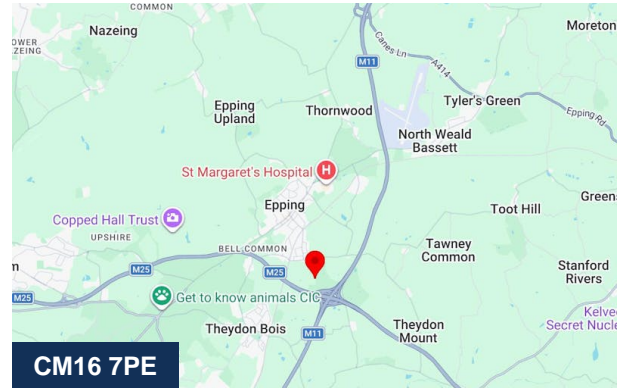 COMMON
Nazeing
OWER
ZEING
Moreton
Canes Ln
A414
M11
Epping
Upland
Thornwood
Tyler's Green
Epping Rd
North Weald
Bassett
St Margaret's Hospital
H
Epping
Copped Hall Trust
UPSHIRE
Toot Hill
Greens
BELL COMMON
Tawney
Common
M25
M25
Stanford
Rivers
M25
Get to know animals CIC
Kelve
Secret Nucle
Theydon Bois
M11
Theydon
Mount
CM16 7PE